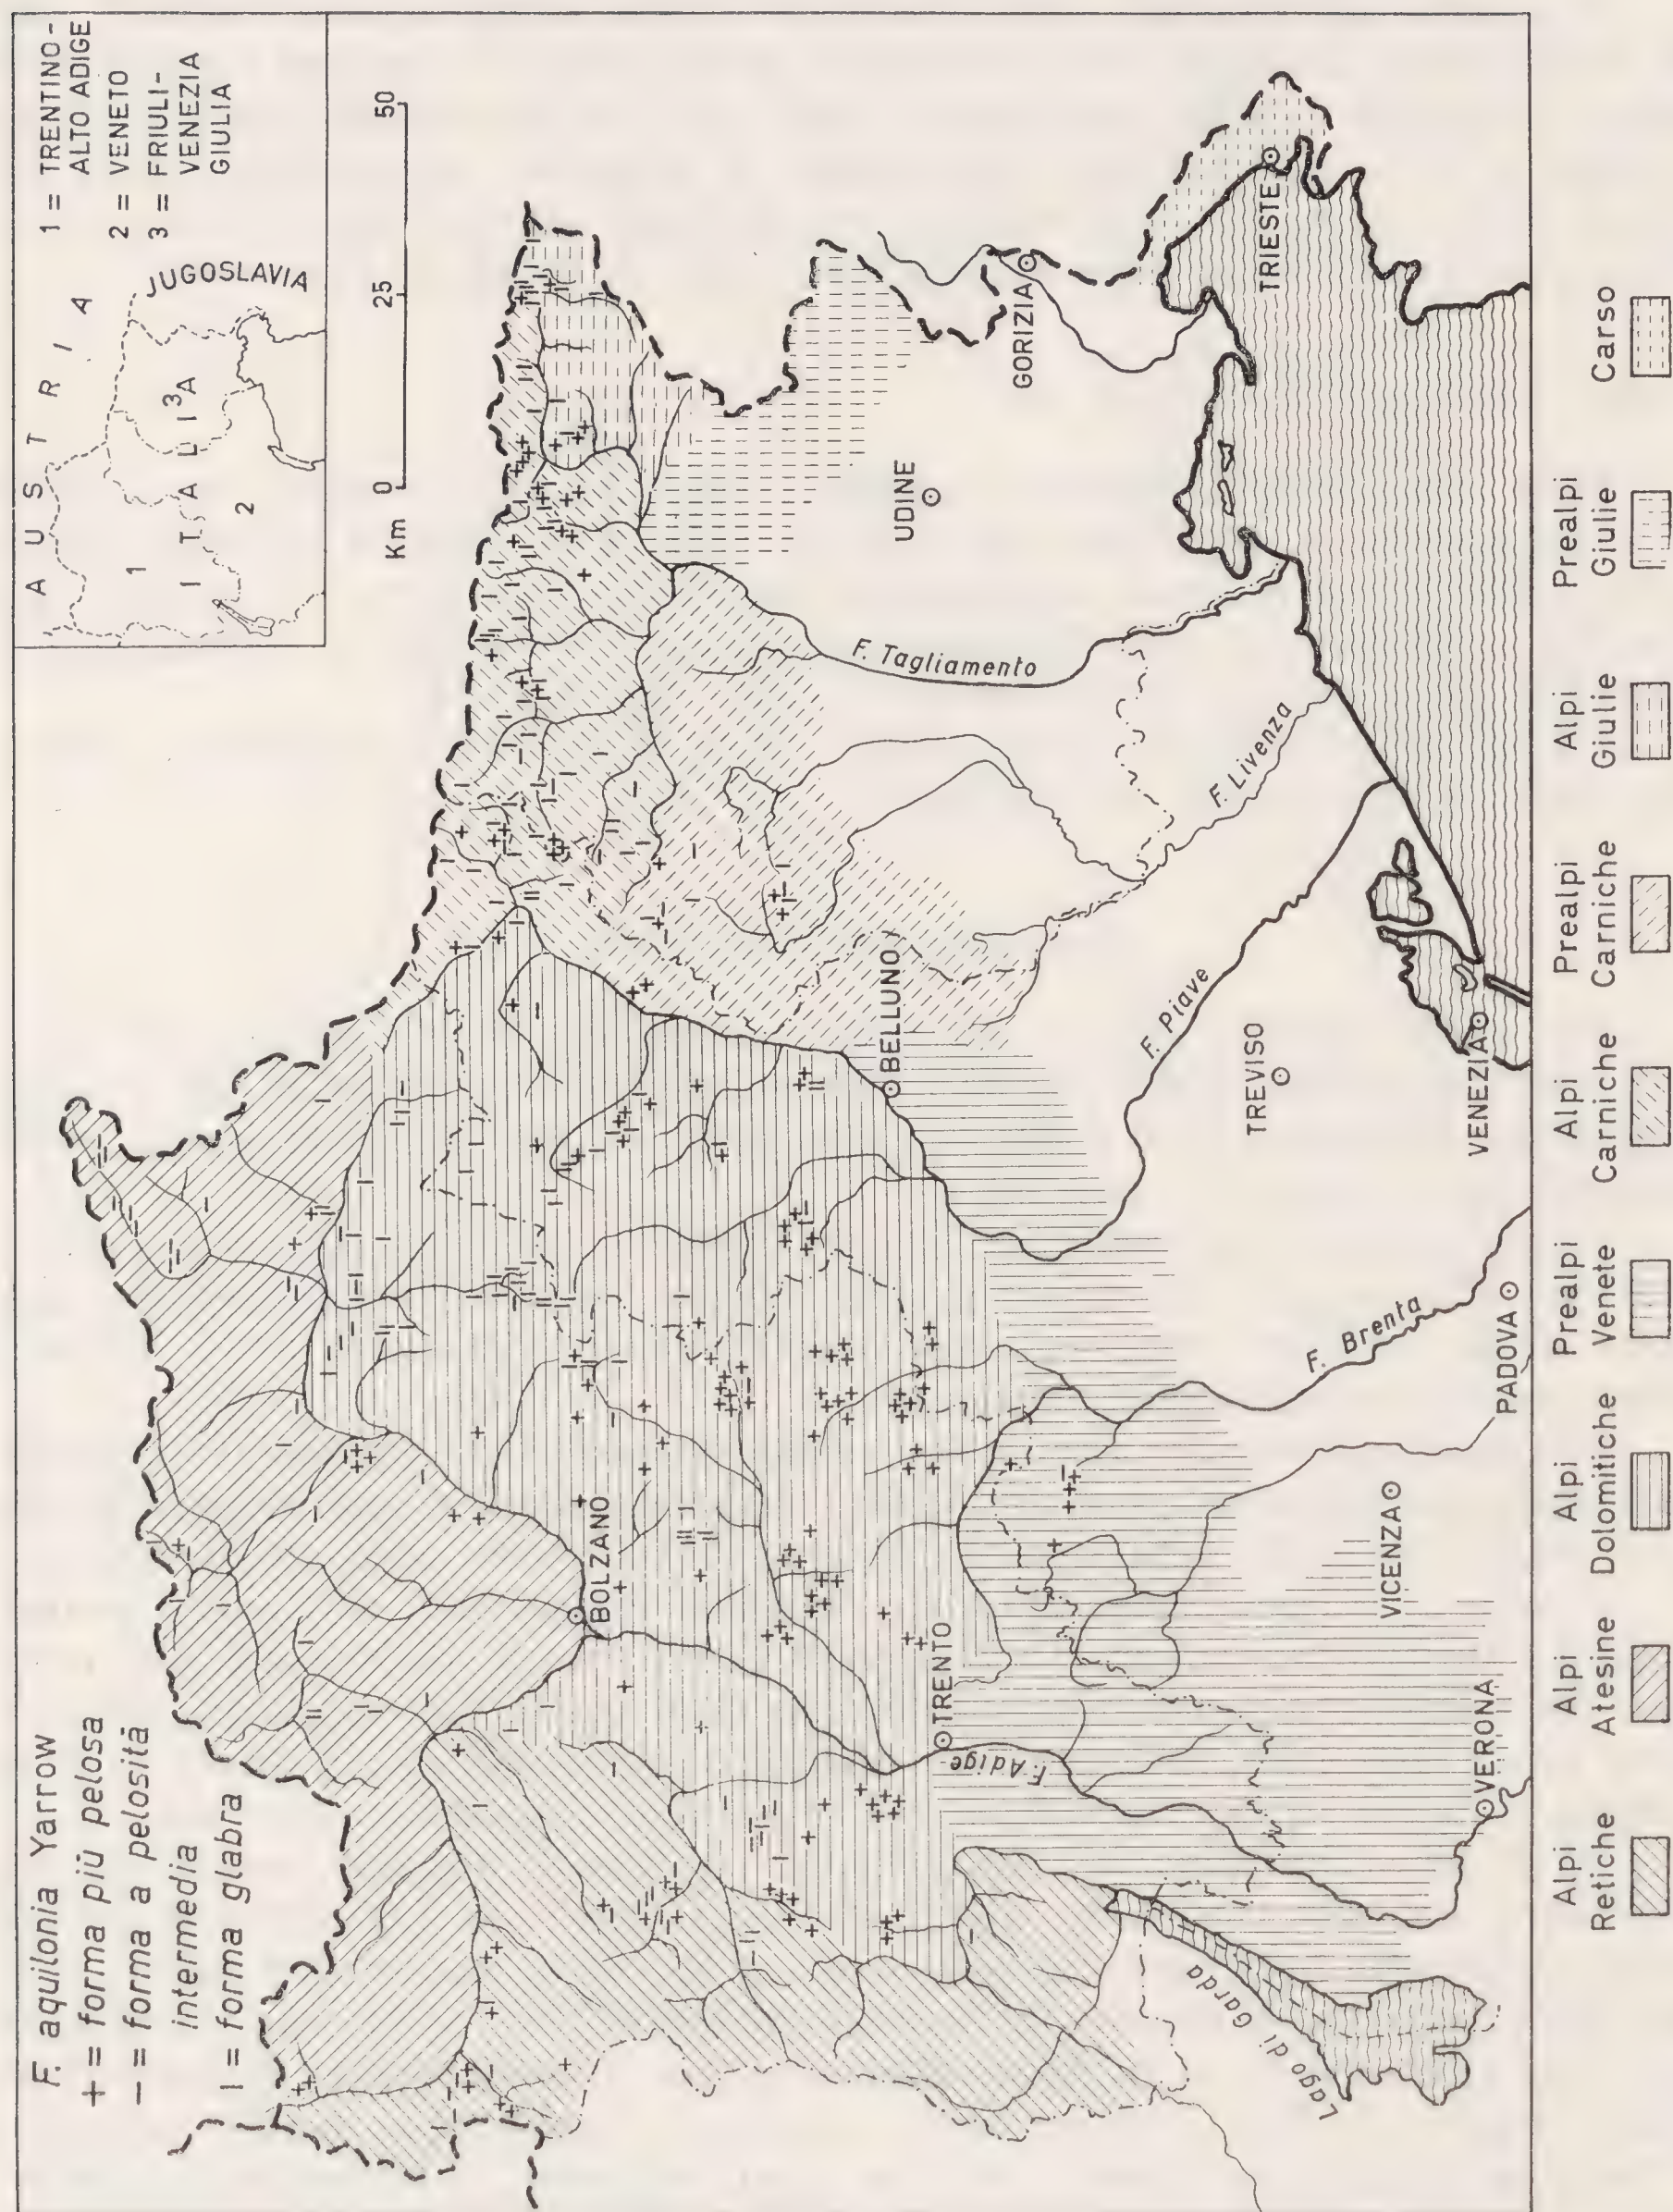 F. aquilonia Yarrow
+ = forma più pelosa
− = forma a pelosità
intermedia
I = forma glabra
AUSTRIA
JUGOSLAVIA
ITALIA
1
2
3
1 = TRENTINO-
ALTO ADIGE
2 = VENETO
3 = FRIULI-
VENEZIA
GIULIA
Km 0 25 50
BOLZANO
TRENTO
BELLUNO
UDINE
GORIZIA
TRIESTE
TREVISO
VENEZIA
PADOVA
VICENZA
VERONA
F. Tagliamento
F. Livenza
F. Piave
F. Brenta
F. Adige
Lago di Garda
Alpi
Retiche
Alpi
Atesine
Alpi
Dolomitiche
Prealpi
Venete
Alpi
Carniche
Prealpi
Carniche
Alpi
Giulie
Prealpi
Giulie
Carso